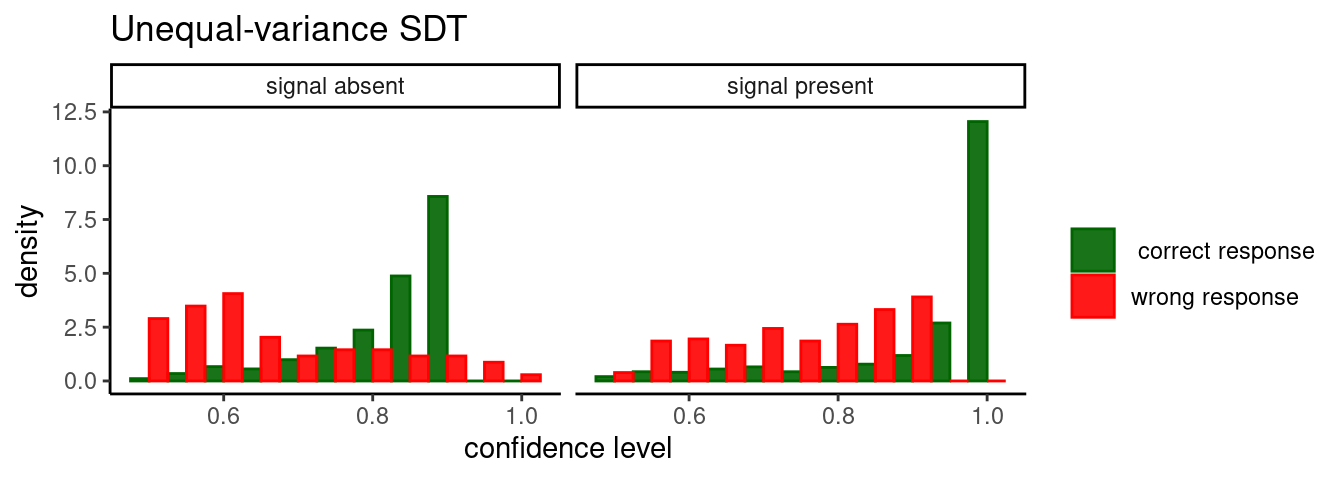 Unequal-variance SDT
signal absent
signal present
12.5
10.0
7.5
5.0
2.5
0.0
density
0.6
0.8
1.0
0.6
0.8
1.0
confidence level
correct response
wrong response